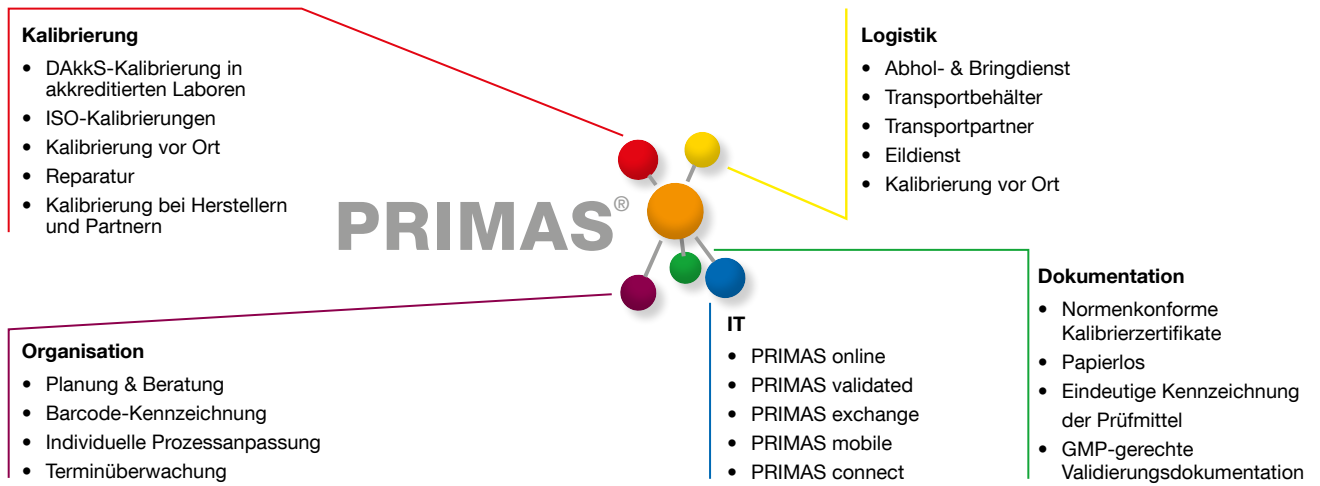 Kalibrierung
• DAkkS-Kalibrierung in
akkreditierten Laboren
• ISO-Kalibrierungen
• Kalibrierung vor Ort
• Reparatur
• Kalibrierung bei Herstellern
und Partnern
Logistik
• Abhol- & Bringdienst
• Transportbehälter
• Transportpartner
• Eildienst
• Kalibrierung vor Ort
PRIMAS®
Organisation
• Planung & Beratung
• Barcode-Kennzeichnung
• Individuelle Prozessanpassung
• Terminüberwachung
IT
• PRIMAS online
• PRIMAS validated
• PRIMAS exchange
• PRIMAS mobile
• PRIMAS connect
Dokumentation
• Normenkonforme
Kalibrierzertifikate
• Papierlos
• Eindeutige Kennzeichnung
der Prüfmittel
• GMP-gerechte
Validierungsdokumentation